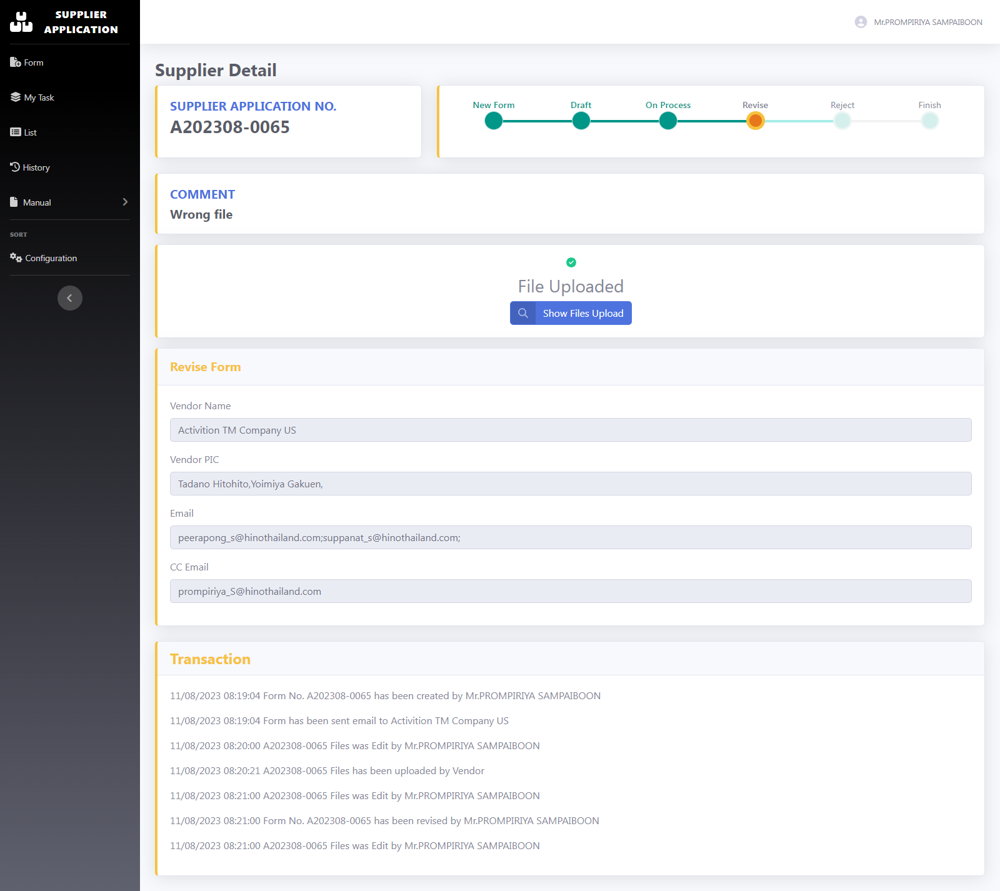 SUPPLIER
APPLICATION
Mr.PROMPIRIYA SAMPAIBOON
Form
My Task
List
History
Manual
SORT
Configuration
Supplier Detail
SUPPLIER APPLICATION NO.
A202308-0065
New Form Draft On Process Revise Reject Finish
COMMENT
Wrong file
File Uploaded
Show Files Upload
Revise Form
Vendor Name
Activition TM Company US
Vendor PIC
Tadano Hitohito,Yoimiya Gakuen,
Email
peerapong_s@hinothailand.com;suppanat_s@hinothailand.com;
CC Email
prompiriya_S@hinothailand.com
Transaction
11/08/2023 08:19:04 Form No. A202308-0065 has been created by Mr.PROMPIRIYA SAMPAIBOON
11/08/2023 08:19:04 Form has been sent email to Activition TM Company US
11/08/2023 08:20:00 A202308-0065 Files was Edit by Mr.PROMPIRIYA SAMPAIBOON
11/08/2023 08:20:21 A202308-0065 Files has been uploaded by Vendor
11/08/2023 08:21:00 A202308-0065 Files was Edit by Mr.PROMPIRIYA SAMPAIBOON
11/08/2023 08:21:00 Form No. A202308-0065 has been revised by Mr.PROMPIRIYA SAMPAIBOON
11/08/2023 08:21:00 A202308-0065 Files was Edit by Mr.PROMPIRIYA SAMPAIBOON